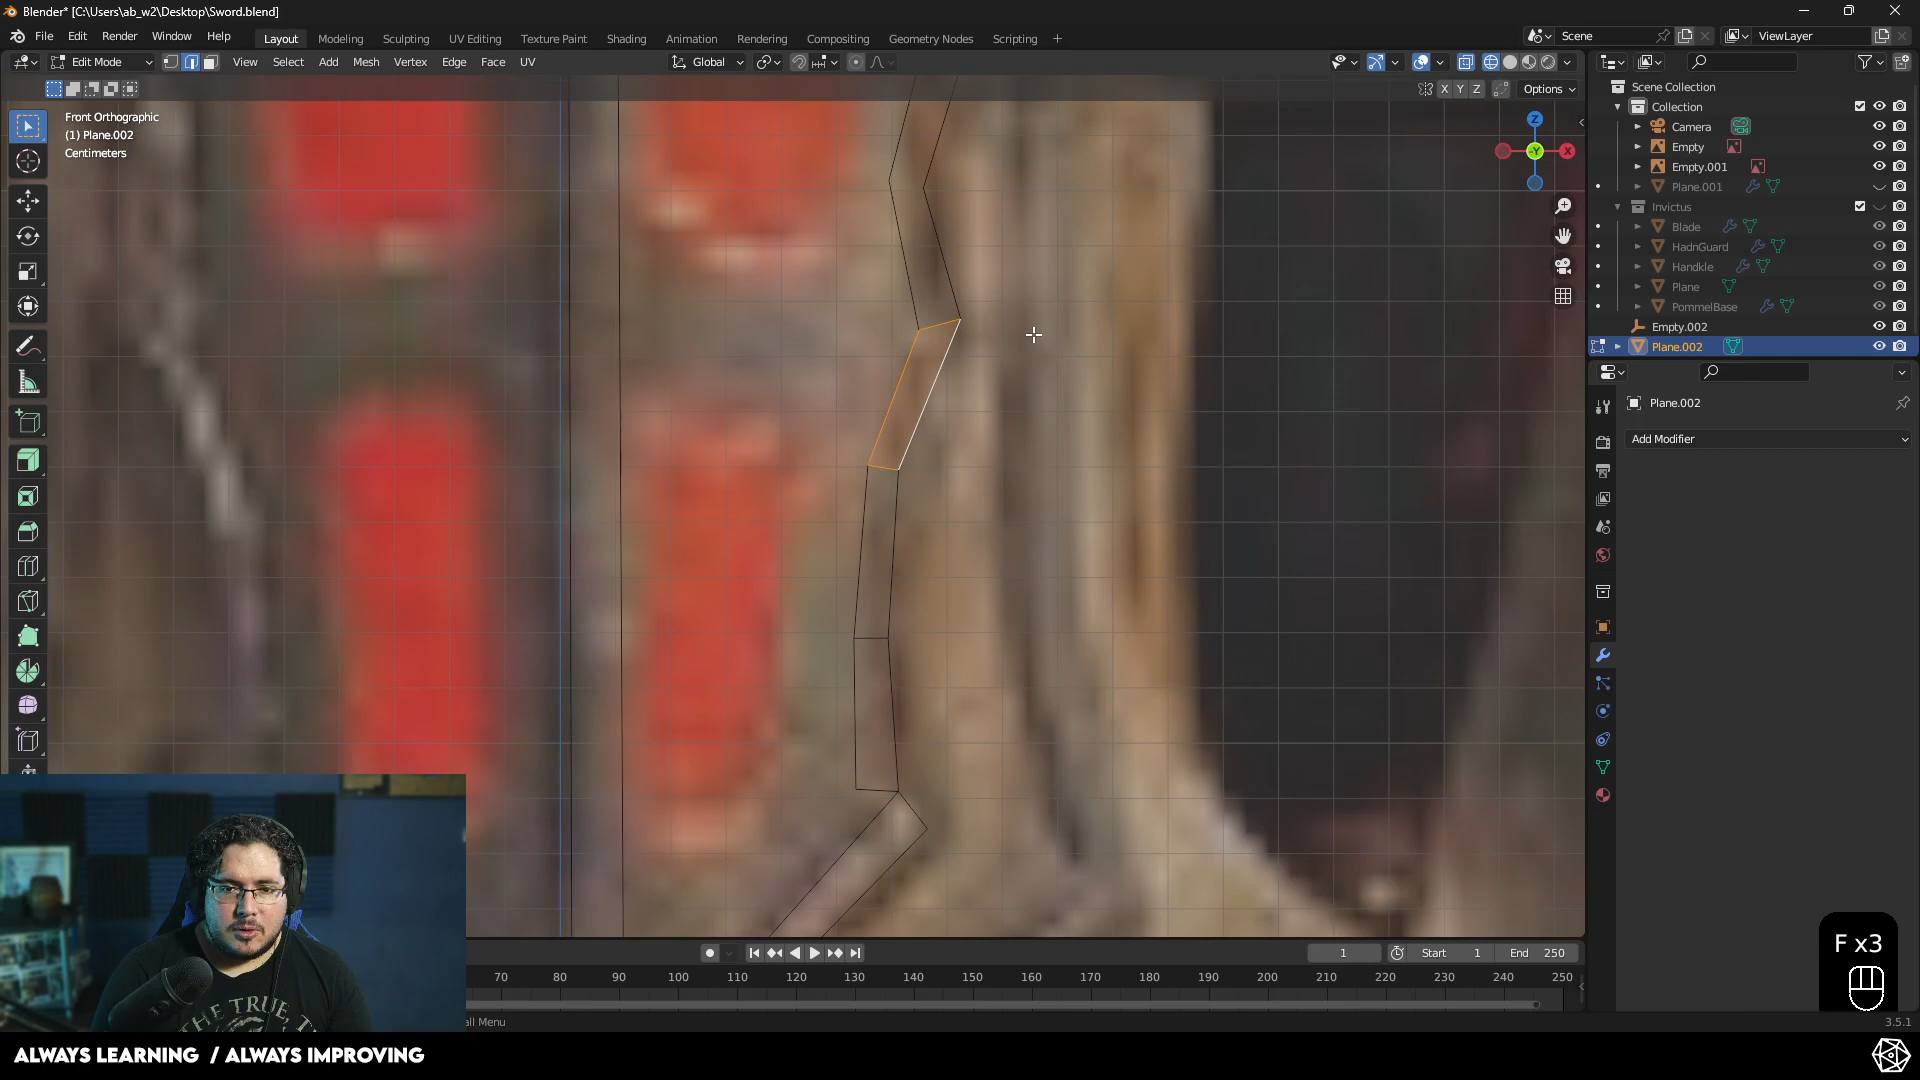 Blender* [C:\Users\ab_w2\Desktop\Sword.blend]
File Edit Render Window Help Layout Modeling Sculpting UV Editing Texture Paint Shading Animation Rendering Compositing Geometry Nodes Scripting + Scene ViewLayer
Edit Mode View Select Add Mesh Vertex Edge Face UV Global
X Y Z Options
Front Orthographic
(1) Plane.002
Centimeters
Z
-Y X
Scene Collection
Collection
Camera
Empty
Empty.001
Plane.001
Invictus
Blade
HadnGuard
Handkle
Plane
PommelBase
Empty.002
Plane.002
Plane.002
Add Modifier
F x3
1 Start 1 End 250
70 80 90 100 110 120 130 140 150 160 170 180 190 200 210 220 230 240 250
all Menu
3.5.1
THE TRUE, T
ALWAYS LEARNING / ALWAYS IMPROVING